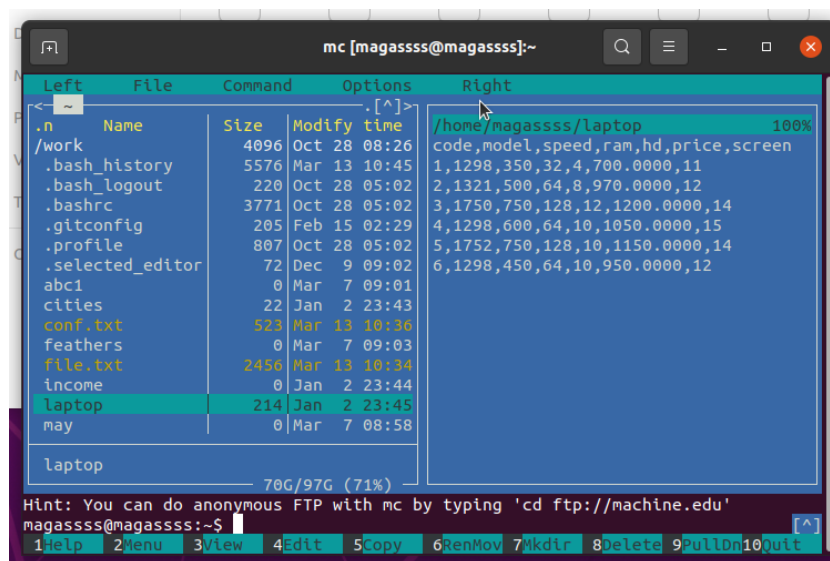 mc [magassss@magassss]:~
Left File Command Options Right
<─ ~ ─.[^]>
.n Name Size Modify time
/work 4096 Oct 28 08:26
.bash_history 5576 Mar 13 10:45
.bash_logout 220 Oct 28 05:02
.bashrc 3771 Oct 28 05:02
.gitconfig 205 Feb 15 02:29
.profile 807 Oct 28 05:02
.selected_editor 72 Dec 9 09:02
abc1 0 Mar 7 09:01
cities 22 Jan 2 23:43
conf.txt 523 Mar 13 10:36
feathers 0 Mar 7 09:03
file.txt 2456 Mar 13 10:34
income 0 Jan 2 23:44
laptop 214 Jan 2 23:45
may 0 Mar 7 08:58
laptop
70G/97G (71%)
/home/magassss/laptop 100%
code,model,speed,ram,hd,price,screen
1,1298,350,32,4,700.0000,11
2,1321,500,64,8,970.0000,12
3,1750,750,128,12,1200.0000,14
4,1298,600,64,10,1050.0000,15
5,1752,750,128,10,1150.0000,14
6,1298,450,64,10,950.0000,12
Hint: You can do anonymous FTP with mc by typing 'cd ftp://machine.edu'
magassss@magassss:~$ [^]
1Help 2Menu 3View 4Edit 5Copy 6RenMov 7Mkdir 8Delete 9PullDn 10Quit